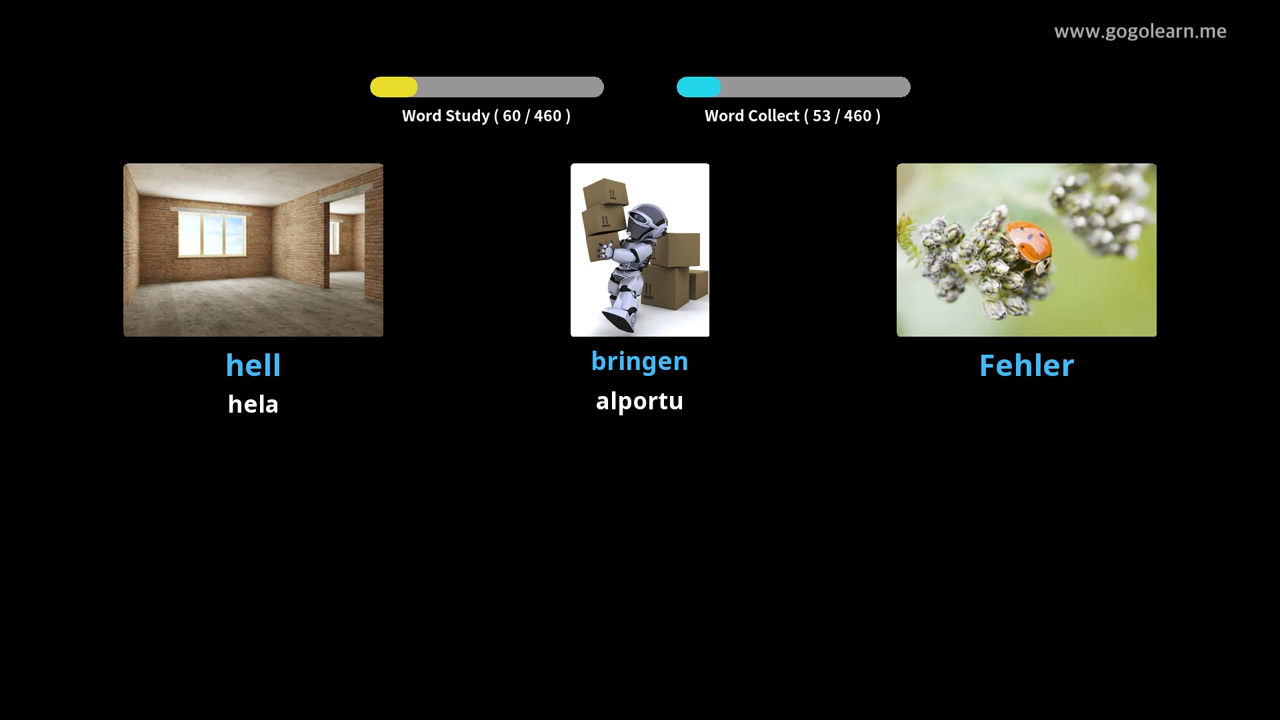 www.gogolearn.me
Word Study ( 60 / 460 )
Word Collect ( 53 / 460 )
hell
bringen
Fehler
hela
alportu